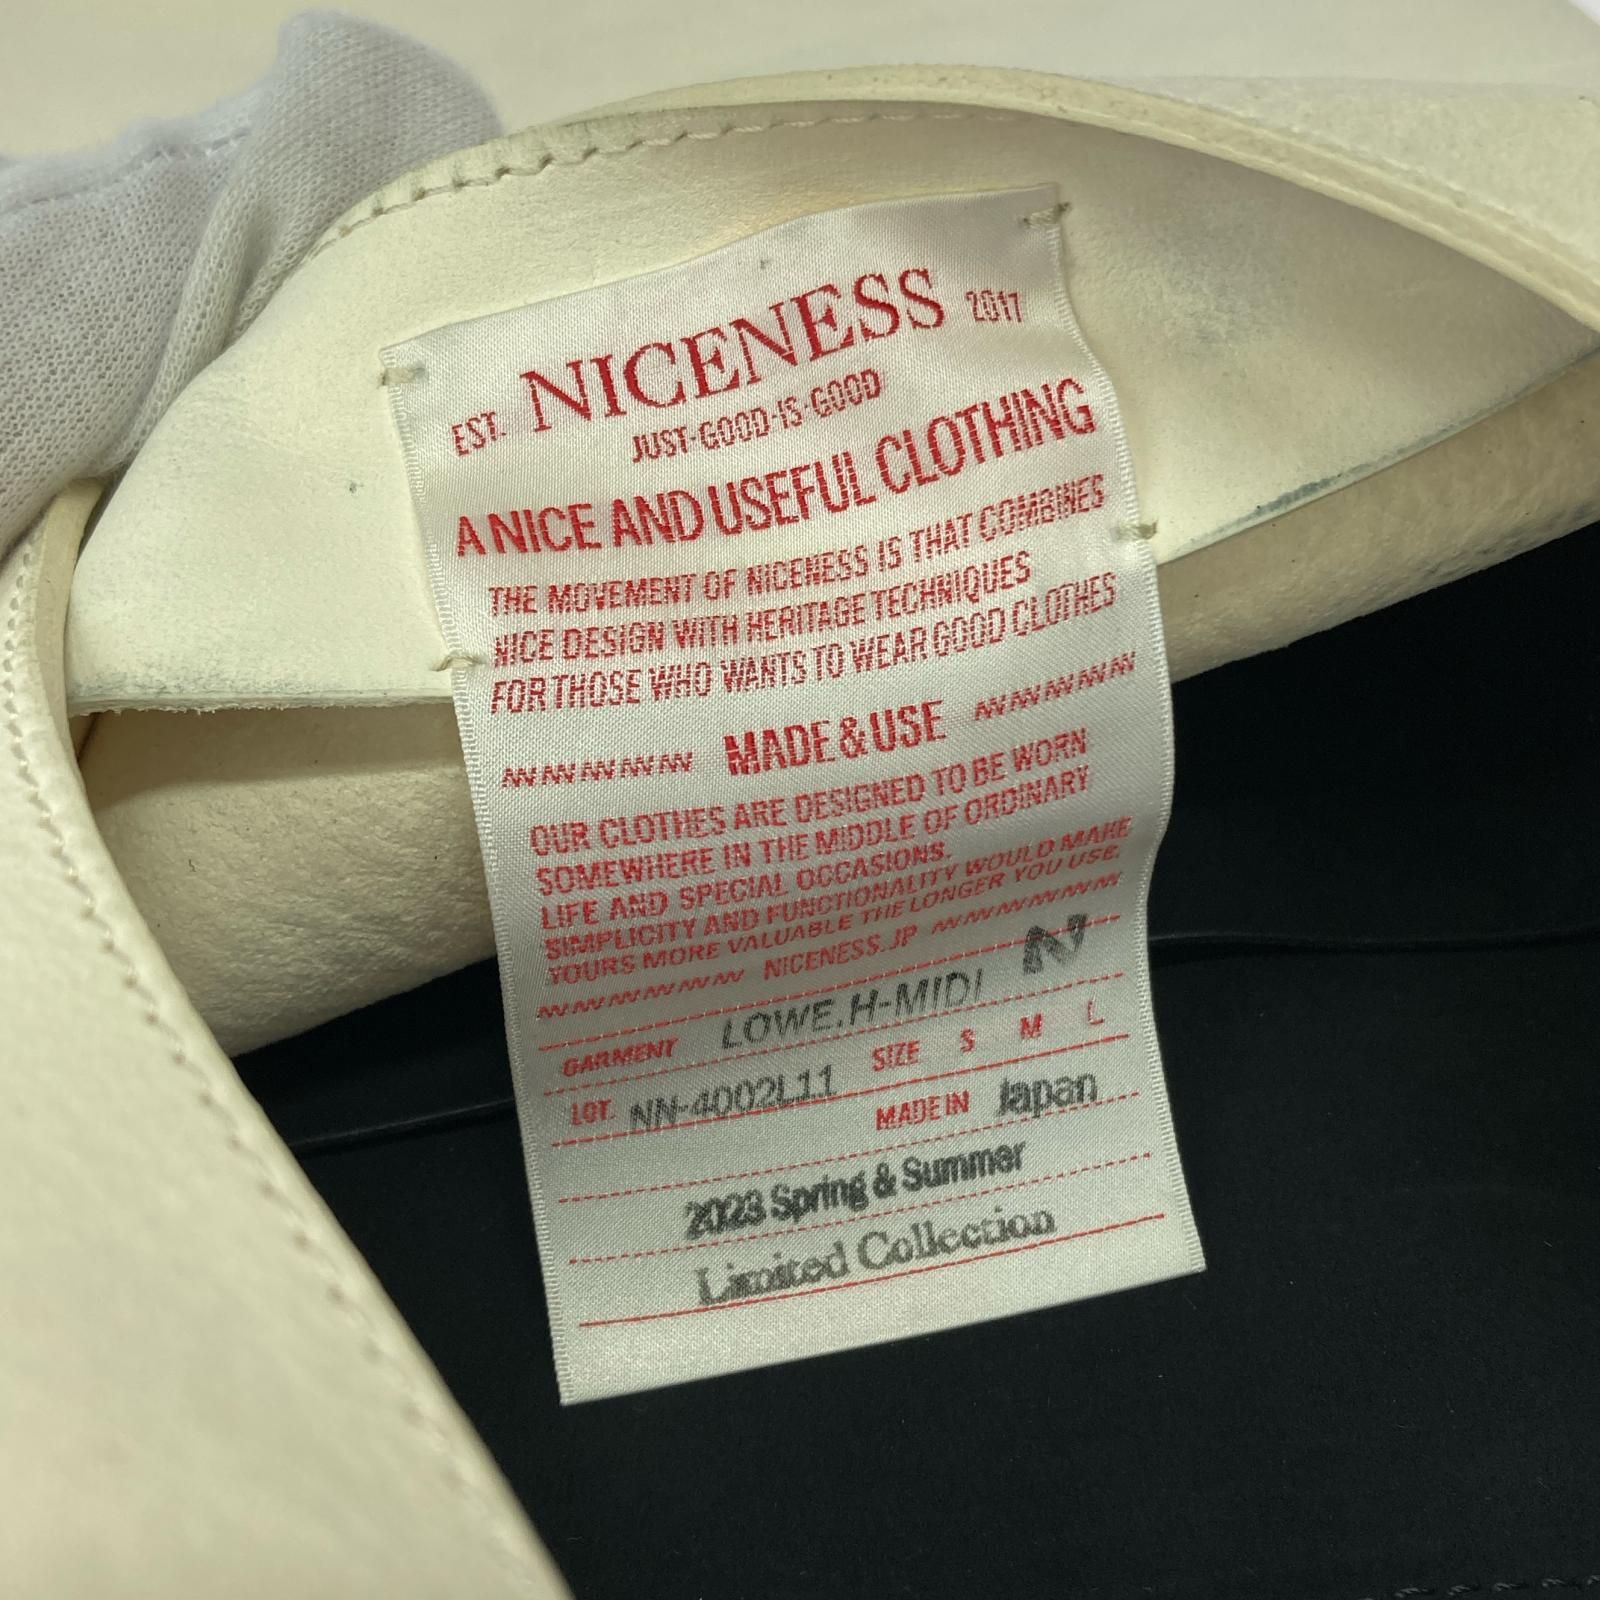 EST. NICENESS 2017
JUST-GOOD-IS-GOOD
A NICE AND USEFUL CLOTHING
THE MOVEMENT OF NICENESS IS THAT COMBINES
NICE DESIGN WITH HERITAGE TECHNIQUES
FOR THOSE WHO WANTS TO WEAR GOOD CLOTHES
MADE & USE
OUR CLOTHES ARE DESIGNED TO BE WORN
SOMEWHERE IN THE MIDDLE OF ORDINARY
LIFE AND SPECIAL OCCASIONS.
SIMPLICITY AND FUNCTIONALITY WOULD MAKE
YOURS MORE VALUABLE THE LONGER YOU USE.
NICENESS.JP
GARMENT LOWE.H-MIDI N
LOT. NN-4002L11 SIZE S M L
MADE IN Japan
2023 Spring & Summer
Limited Collection